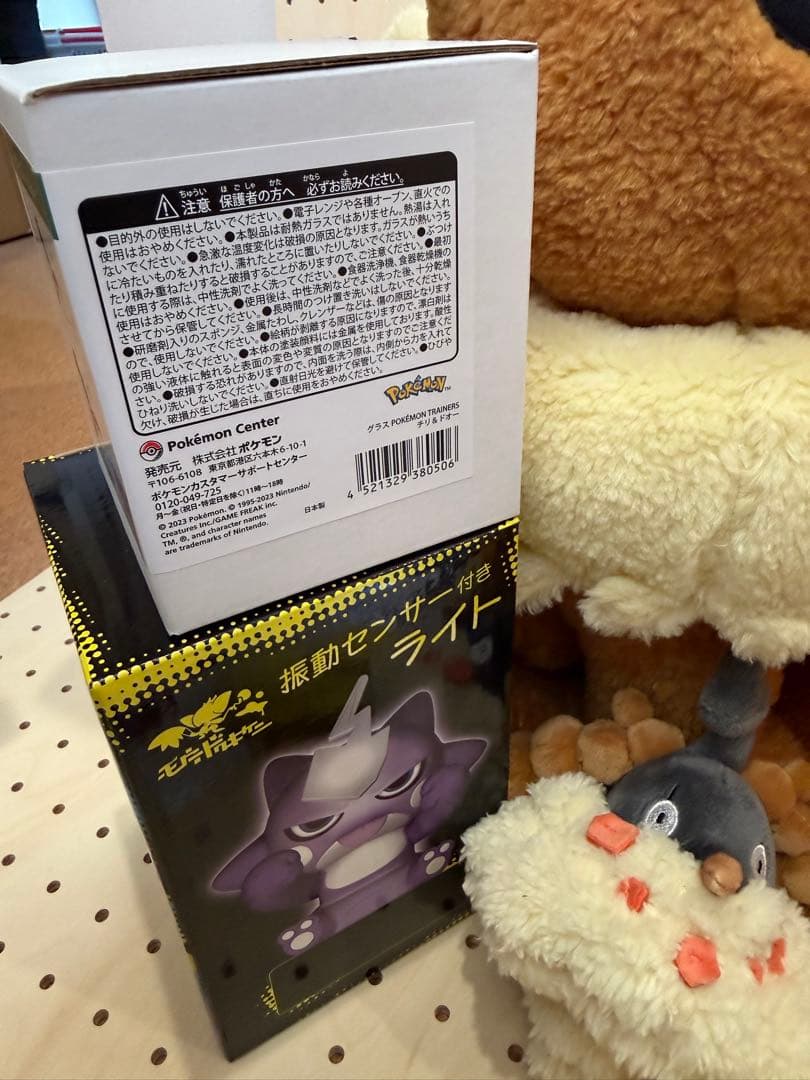 ⚠注意 保護者の方へ 必ずお読みください。
●目的外の使用はしないでください。●電子レンジや各種オーブン、直火での
使用はおやめください。●本製品は耐熱ガラスではありません。熱湯は入れ
ないでください。●急激な温度変化は破損の原因となります。ガラスが熱いうち
に冷たいものを入れたり、濡れたところに置いたりしないでください。●ぶつけ
たり積み重ねたりすると破損することがありますので、ご注意ください。●最初
に使用する際は、中性洗剤でよく洗ってください。●食器洗浄機、食器乾燥機の
使用はおやめください。●使用後は、中性洗剤などでよく洗った後、十分乾燥
させてから保管してください。●長時間のつけ置き洗いはしないでください。
●研磨剤入りのスポンジ、金属たわし、クレンザーなどは、傷の原因となります
ので、使用しないでください。●絵柄が剥離する原因になりますので、漂白剤は
使用しないでください。●本体の塗装顔料には金属を使用しております。酸性
の強い液体に触れると表面の変色や変質の原因となりますのでご注意くださ
い。●破損する恐れがありますので、内面を洗う際は、内側から力を入れて
ひねり洗いしないでください。●直射日光を避けて保管してください。●ひびや
欠け、破損が生じた場合は、直ちに使用をおやめください。
POKéMON™
Pokémon Center
発売元 株式会社ポケモン
〒106-6108 東京都港区六本木6-10-1
ポケモンカスタマーサポートセンター
0120-049-725
月〜金(祝日・特定日を除く)11時〜18時
© 2023 Pokémon. © 1995-2023 Nintendo/
Creatures Inc./GAME FREAK inc.
TM, ®, and character names
are trademarks of Nintendo.
日本製
グラス POKÉMON TRAINERS
チリ&ドオー
4 521329 380506
振動センサー付き
ライト